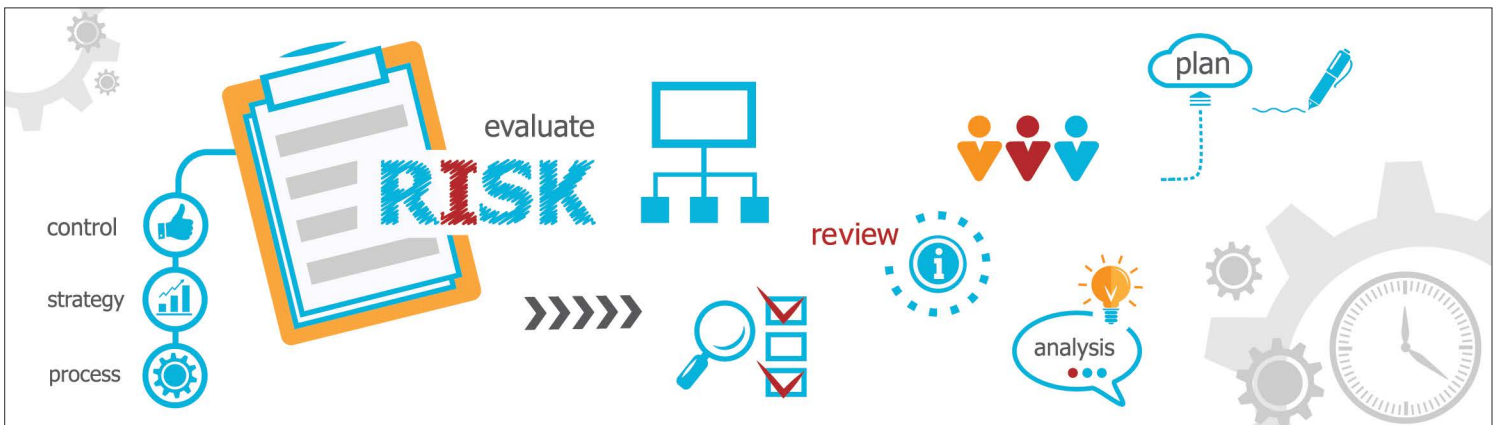 evaluate
RISK
control
strategy
process
review
plan
analysis